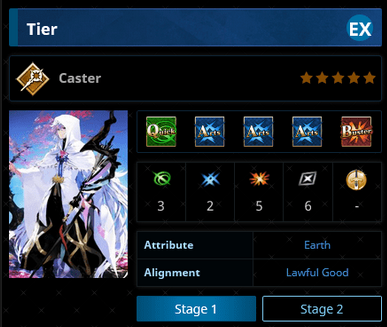 Tier EX
Caster
Quick Arts Arts Arts Buster
3 2 5 6 -
Attribute Earth
Alignment Lawful Good
Stage 1 Stage 2